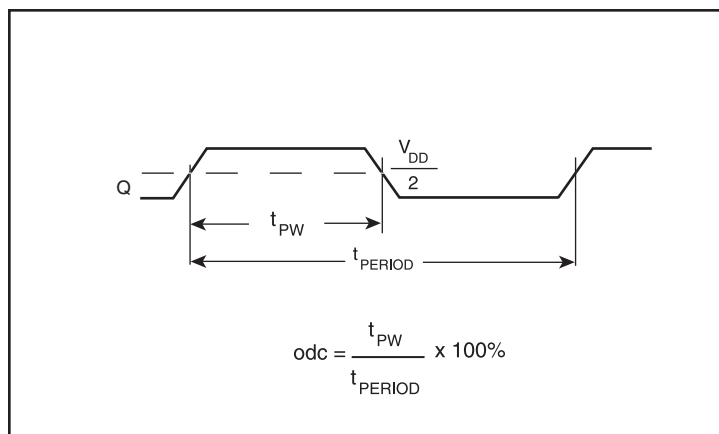 Q
V_DD
2
t_PW
t_PERIOD
odc = t_PW
t_PERIOD x 100%